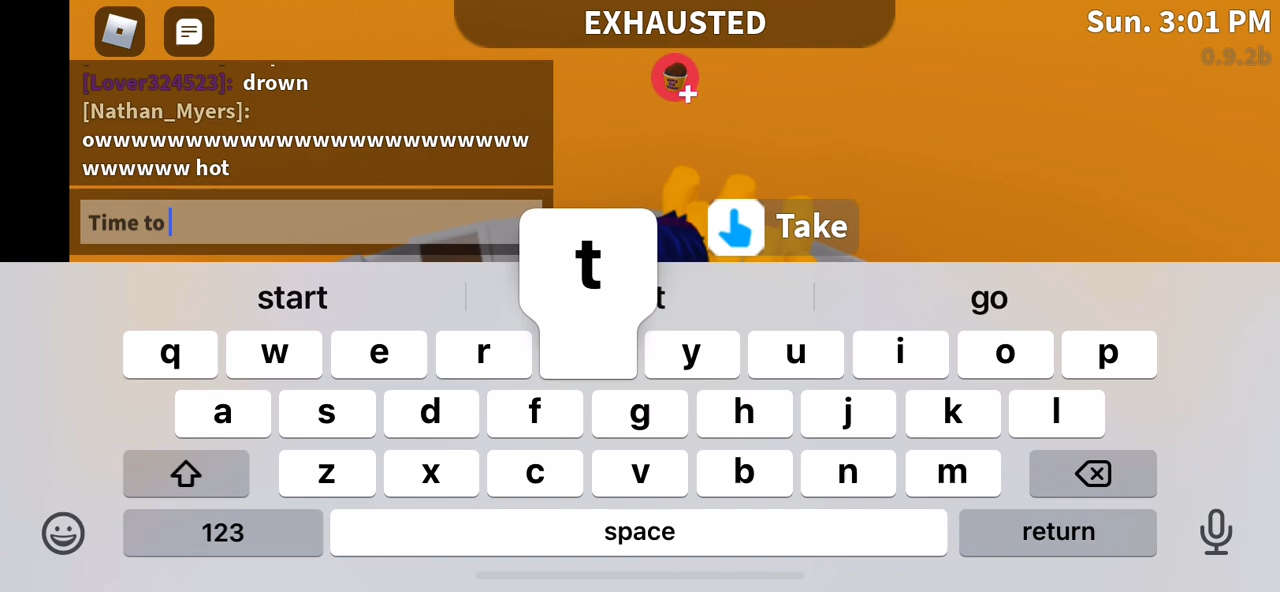 EXHAUSTED
Sun. 3:01 PM
0.9.2b
[Lover324523]: drown
[Nathan_Myers]:
owwwwwwwwwwwwwwwwwwwwwwww
wwwwww hot
Time to
Take
start
t
go
q w e r t y u i o p
a s d f g h j k l
z x c v b n m
123
space
return